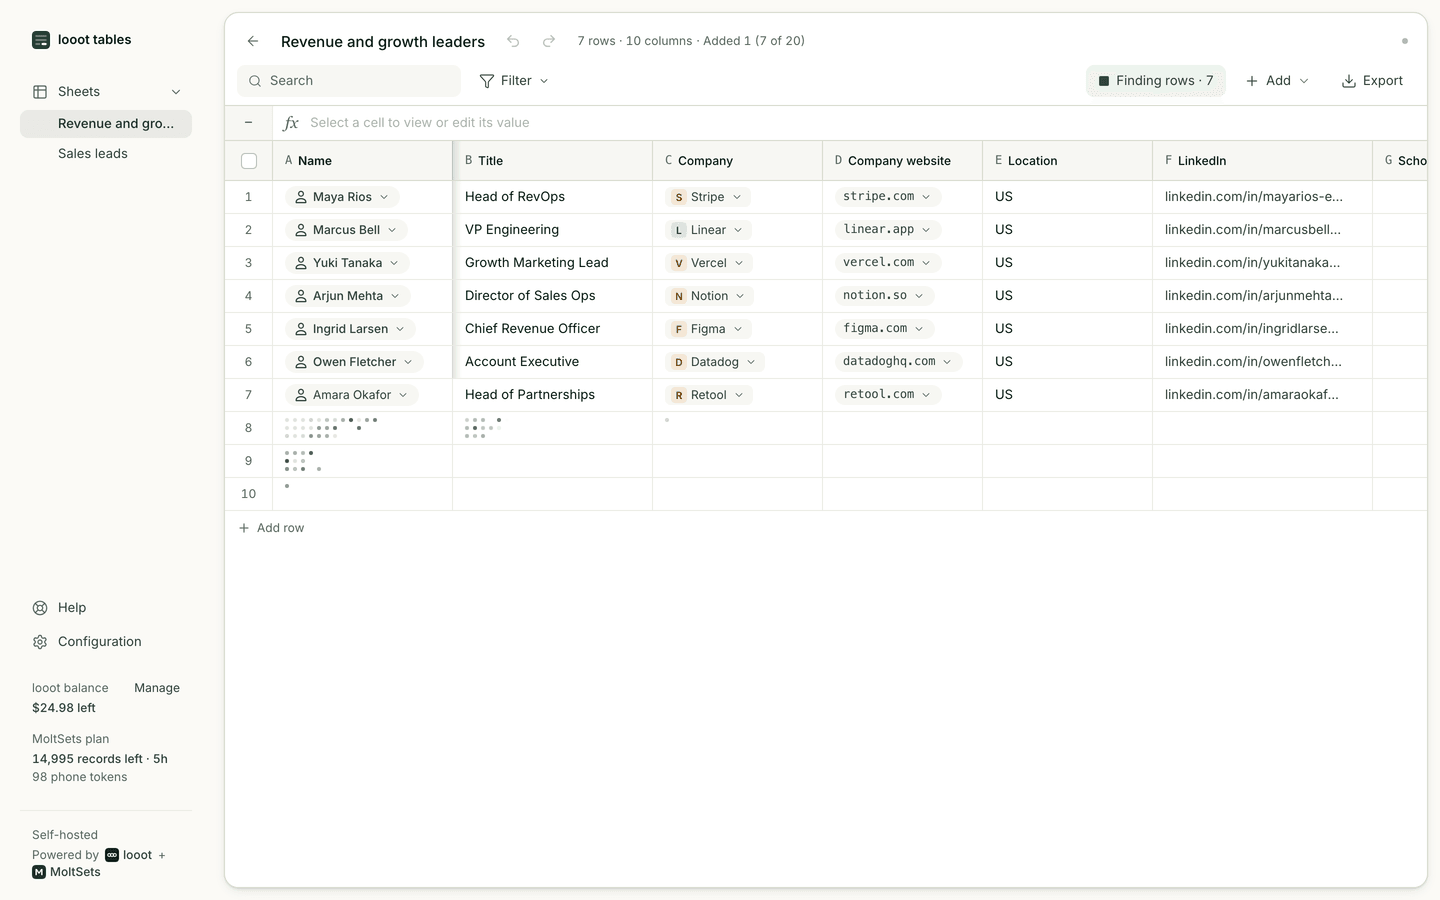 looot tables
Sheets
Revenue and gro...
Sales leads
Help
Configuration
looot balance Manage
$24.98 left
MoltSets plan
14,995 records left · 5h
98 phone tokens
Self-hosted
Powered by looot +
M MoltSets
Revenue and growth leaders 7 rows · 10 columns · Added 1 (7 of 20)
Search Filter Finding rows · 7 Add Export
fx Select a cell to view or edit its value
A Name B Title C Company D Company website E Location F LinkedIn G Scho
1 Maya Rios Head of RevOps S Stripe stripe.com US linkedin.com/in/mayarios-e...
2 Marcus Bell VP Engineering L Linear linear.app US linkedin.com/in/marcusbell...
3 Yuki Tanaka Growth Marketing Lead V Vercel vercel.com US linkedin.com/in/yukitanaka...
4 Arjun Mehta Director of Sales Ops N Notion notion.so US linkedin.com/in/arjunmehta...
5 Ingrid Larsen Chief Revenue Officer F Figma figma.com US linkedin.com/in/ingridlarse...
6 Owen Fletcher Account Executive D Datadog datadoghq.com US linkedin.com/in/owenfletch...
7 Amara Okafor Head of Partnerships R Retool retool.com US linkedin.com/in/amaraokaf...
8
9
10
+ Add row